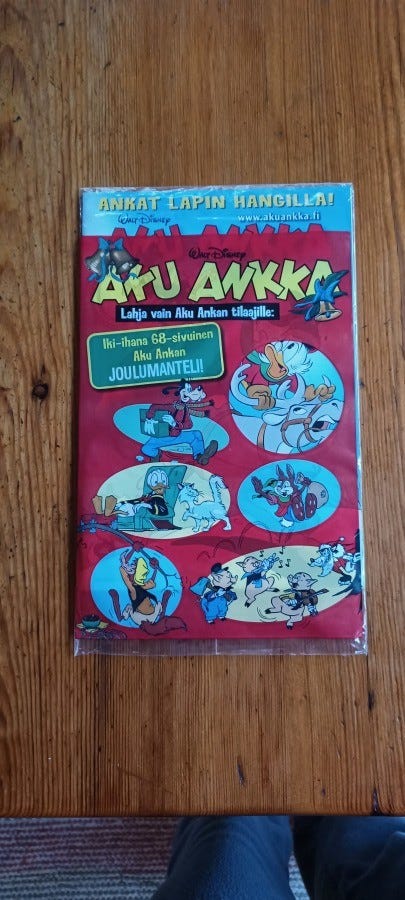 ANKAT LAPIN HANGILLA!
WALT DISNEY
www.akuankka.fi
WALT DISNEY
AKU ANKKA
Lahja vain Aku Ankan tilaajille:
Iki-ihana 68-sivuinen
Aku Ankan
JOULUMANTELI!